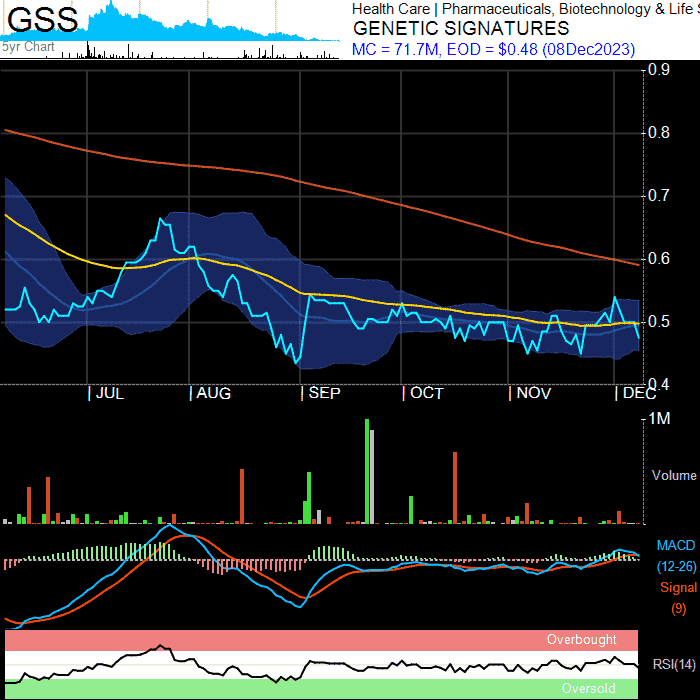 GSS
5yr Chart
Health Care | Pharmaceuticals, Biotechnology & Life
GENETIC SIGNATURES
MC = 71.7M, EOD = $0.48 (08Dec2023)
0.9
0.8
0.7
0.6
0.5
0.4
| JUL | AUG | SEP | OCT | NOV | DEC
1M
Volume
MACD
(12-26)
Signal
(9)
Overbought
RSI(14)
Oversold